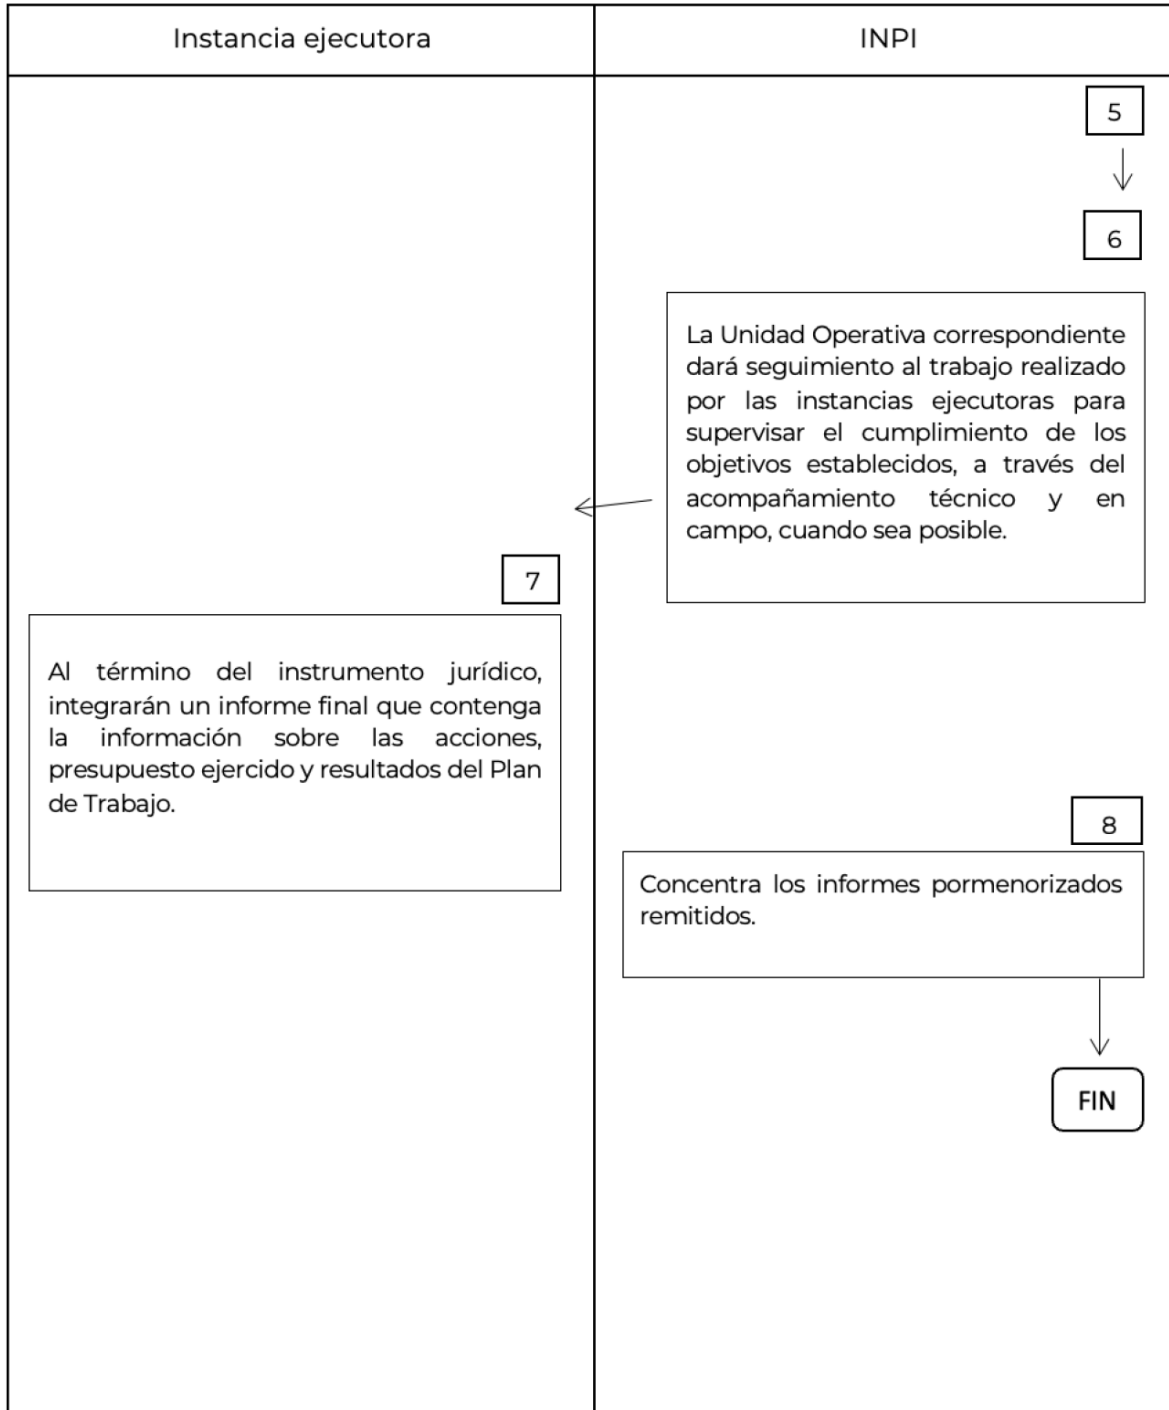 Instancia ejecutora
INPI
5
6
La Unidad Operativa correspondiente
dará seguimiento al trabajo realizado
por las instancias ejecutoras para
supervisar el cumplimiento de los
objetivos establecidos, a través del
acompañamiento técnico y en
campo, cuando sea posible.
7
Al término del instrumento jurídico,
integrarán un informe final que contenga
la información sobre las acciones,
presupuesto ejercido y resultados del Plan
de Trabajo.
8
Concentra los informes pormenorizados
remitidos.
FIN